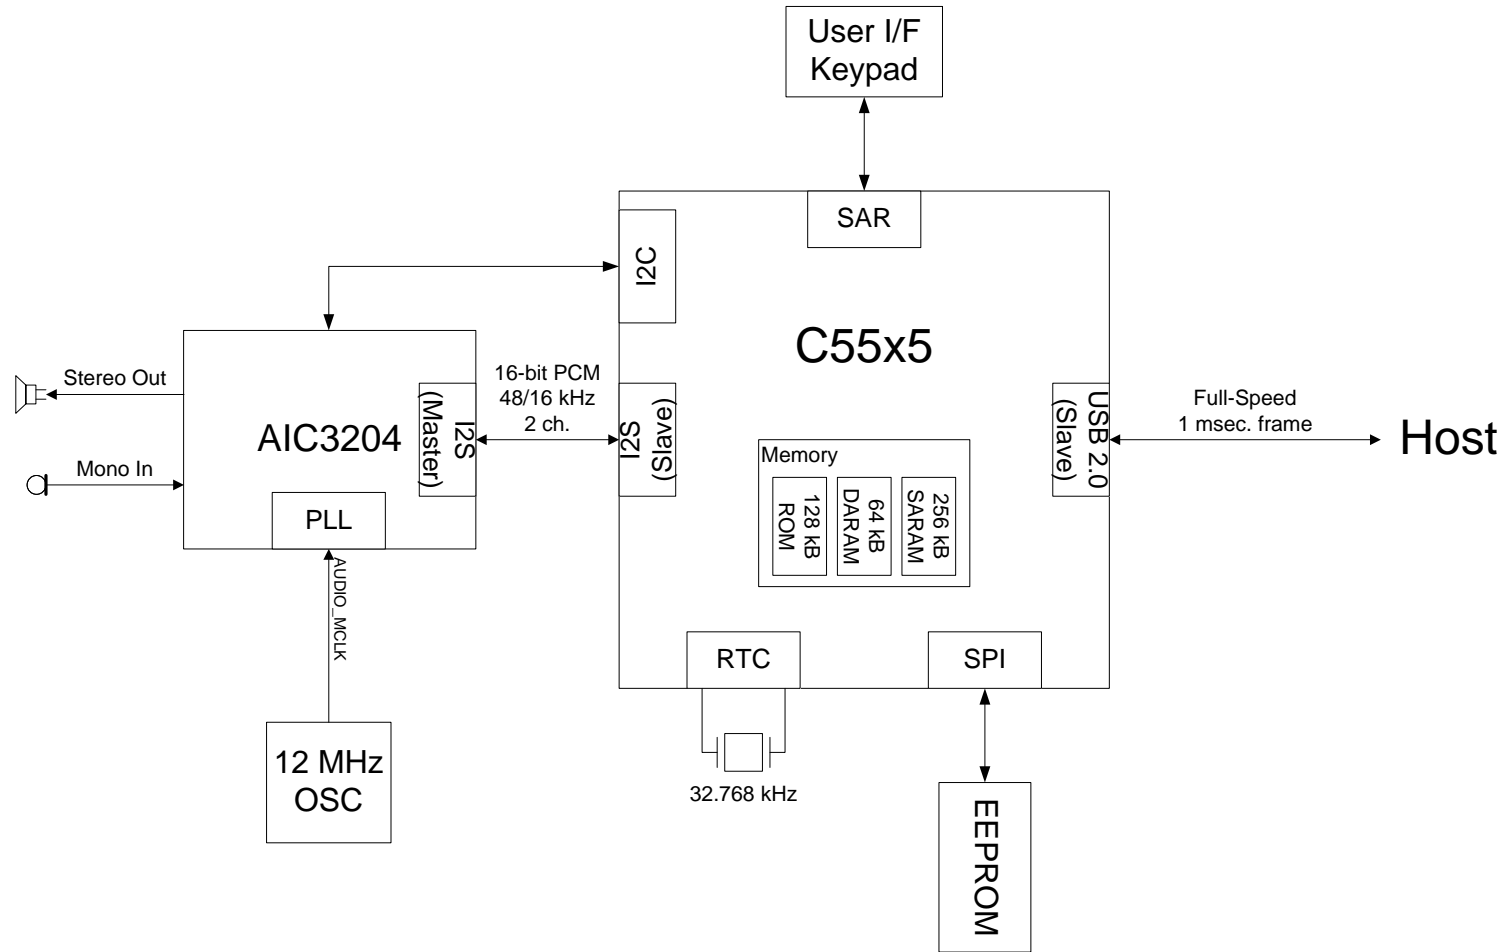 User I/F
Keypad
SAR
I2C
C55x5
Stereo Out
Mono In
AIC3204
I2S
(Master)
16-bit PCM
48/16 kHz
2 ch.
I2S
(Slave)
USB 2.0
(Slave)
Full-Speed
1 msec. frame
Host
Memory
128 kB
ROM
64 kB
DARAM
256 kB
SARAM
PLL
AUDIO_MCLK
12 MHz
OSC
RTC
32.768 kHz
SPI
EEPROM